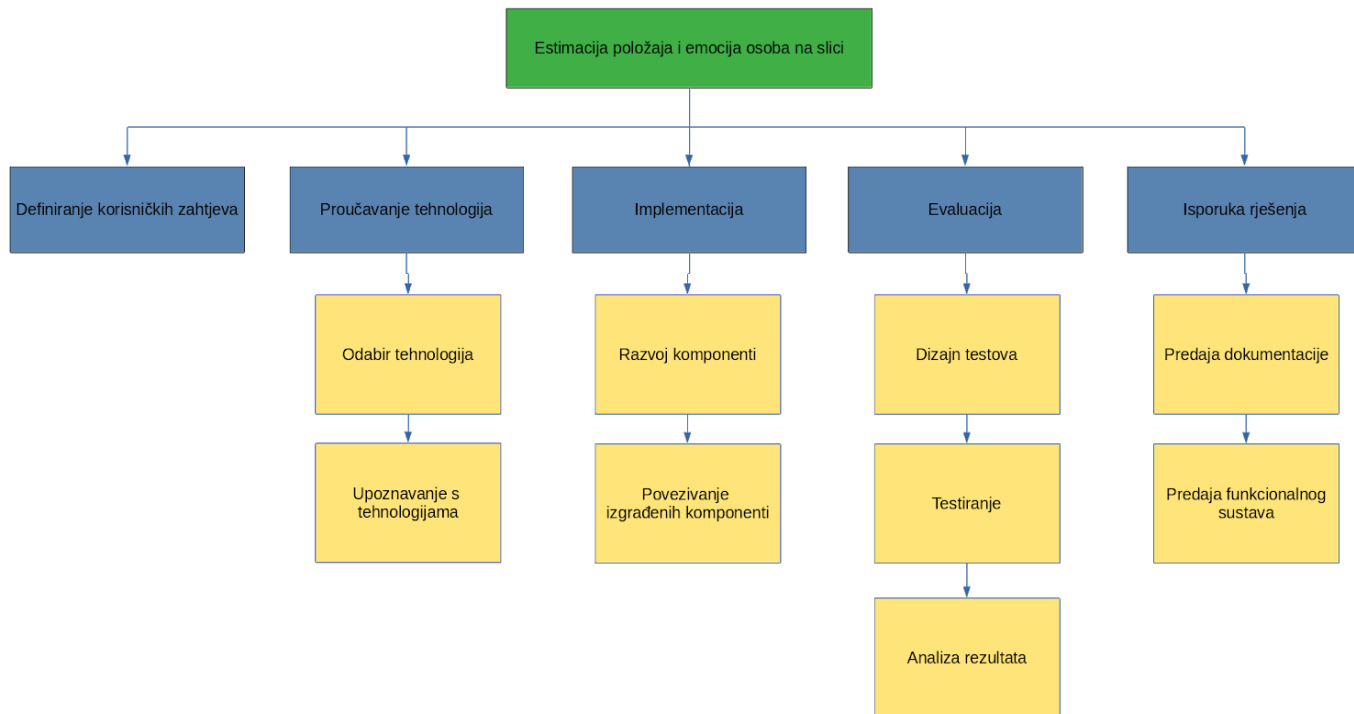 Estimacija položaja i emocija osoba na slici
Definiranje korisničkih zahtjeva
Proučavanje tehnologija
Implementacija
Evaluacija
Isporuka rješenja
Odabir tehnologija
Razvoj komponenti
Dizajn testova
Predaja dokumentacije
Upoznavanje s
tehnologijama
Povezivanje
izgrađenih komponenti
Testiranje
Predaja funkcionalnog
sustava
Analiza rezultata